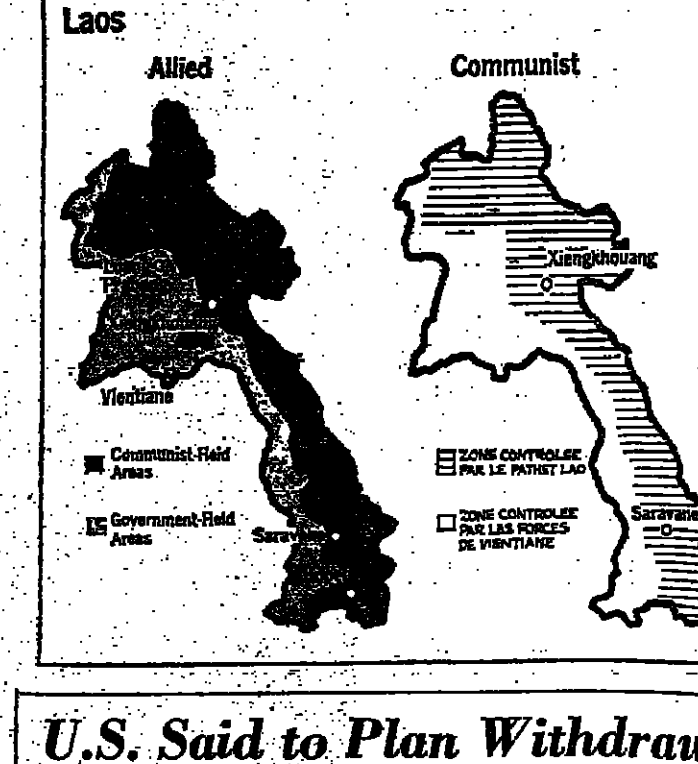 Laos
Allied
Communist
Xiengkhouang
Vientiane
Communist-Held
Areas
Government-Held
Areas
ZONE CONTROLEE
PAR LE PATHET LAO
ZONE CONTROLEE
PAR LES FORCES
DE VIENTIANE
Saravane
U.S. Said to Plan